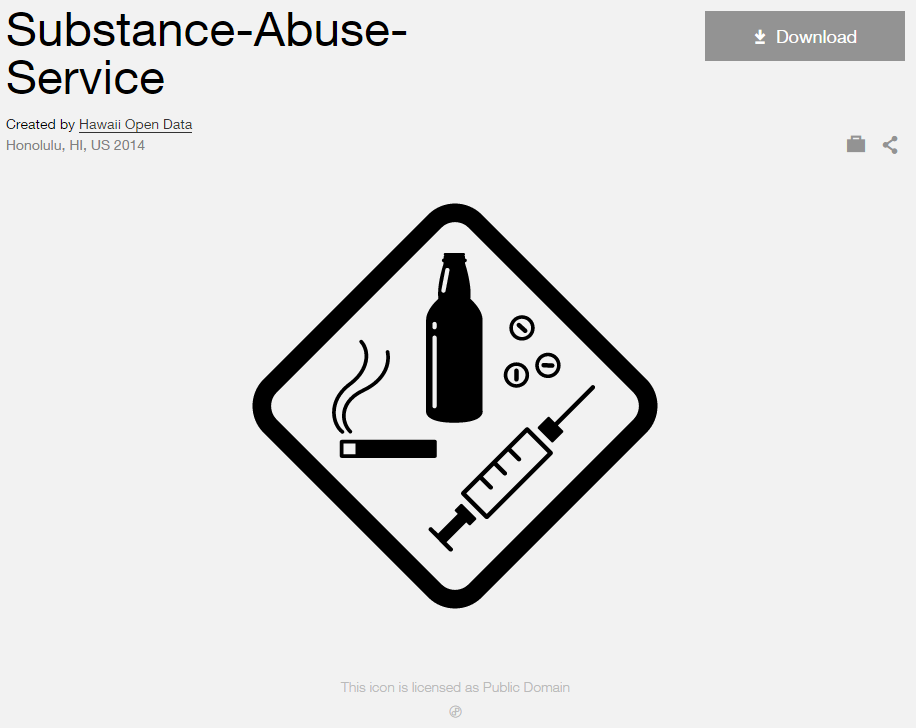 Substance-Abuse-
Service
Download
Created by Hawaii Open Data
Honolulu, HI, US 2014
This icon is licensed as Public Domain